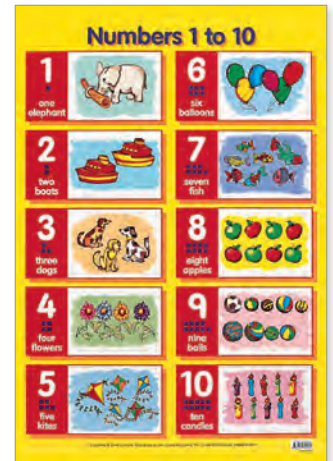 Numbers 1 to 10
1
one
elephant
2
two
boats
3
three
dogs
4
four
flowers
5
five
kites
6
six
balloons
7
seven
fish
8
eight
apples
9
nine
balls
10
ten
candles